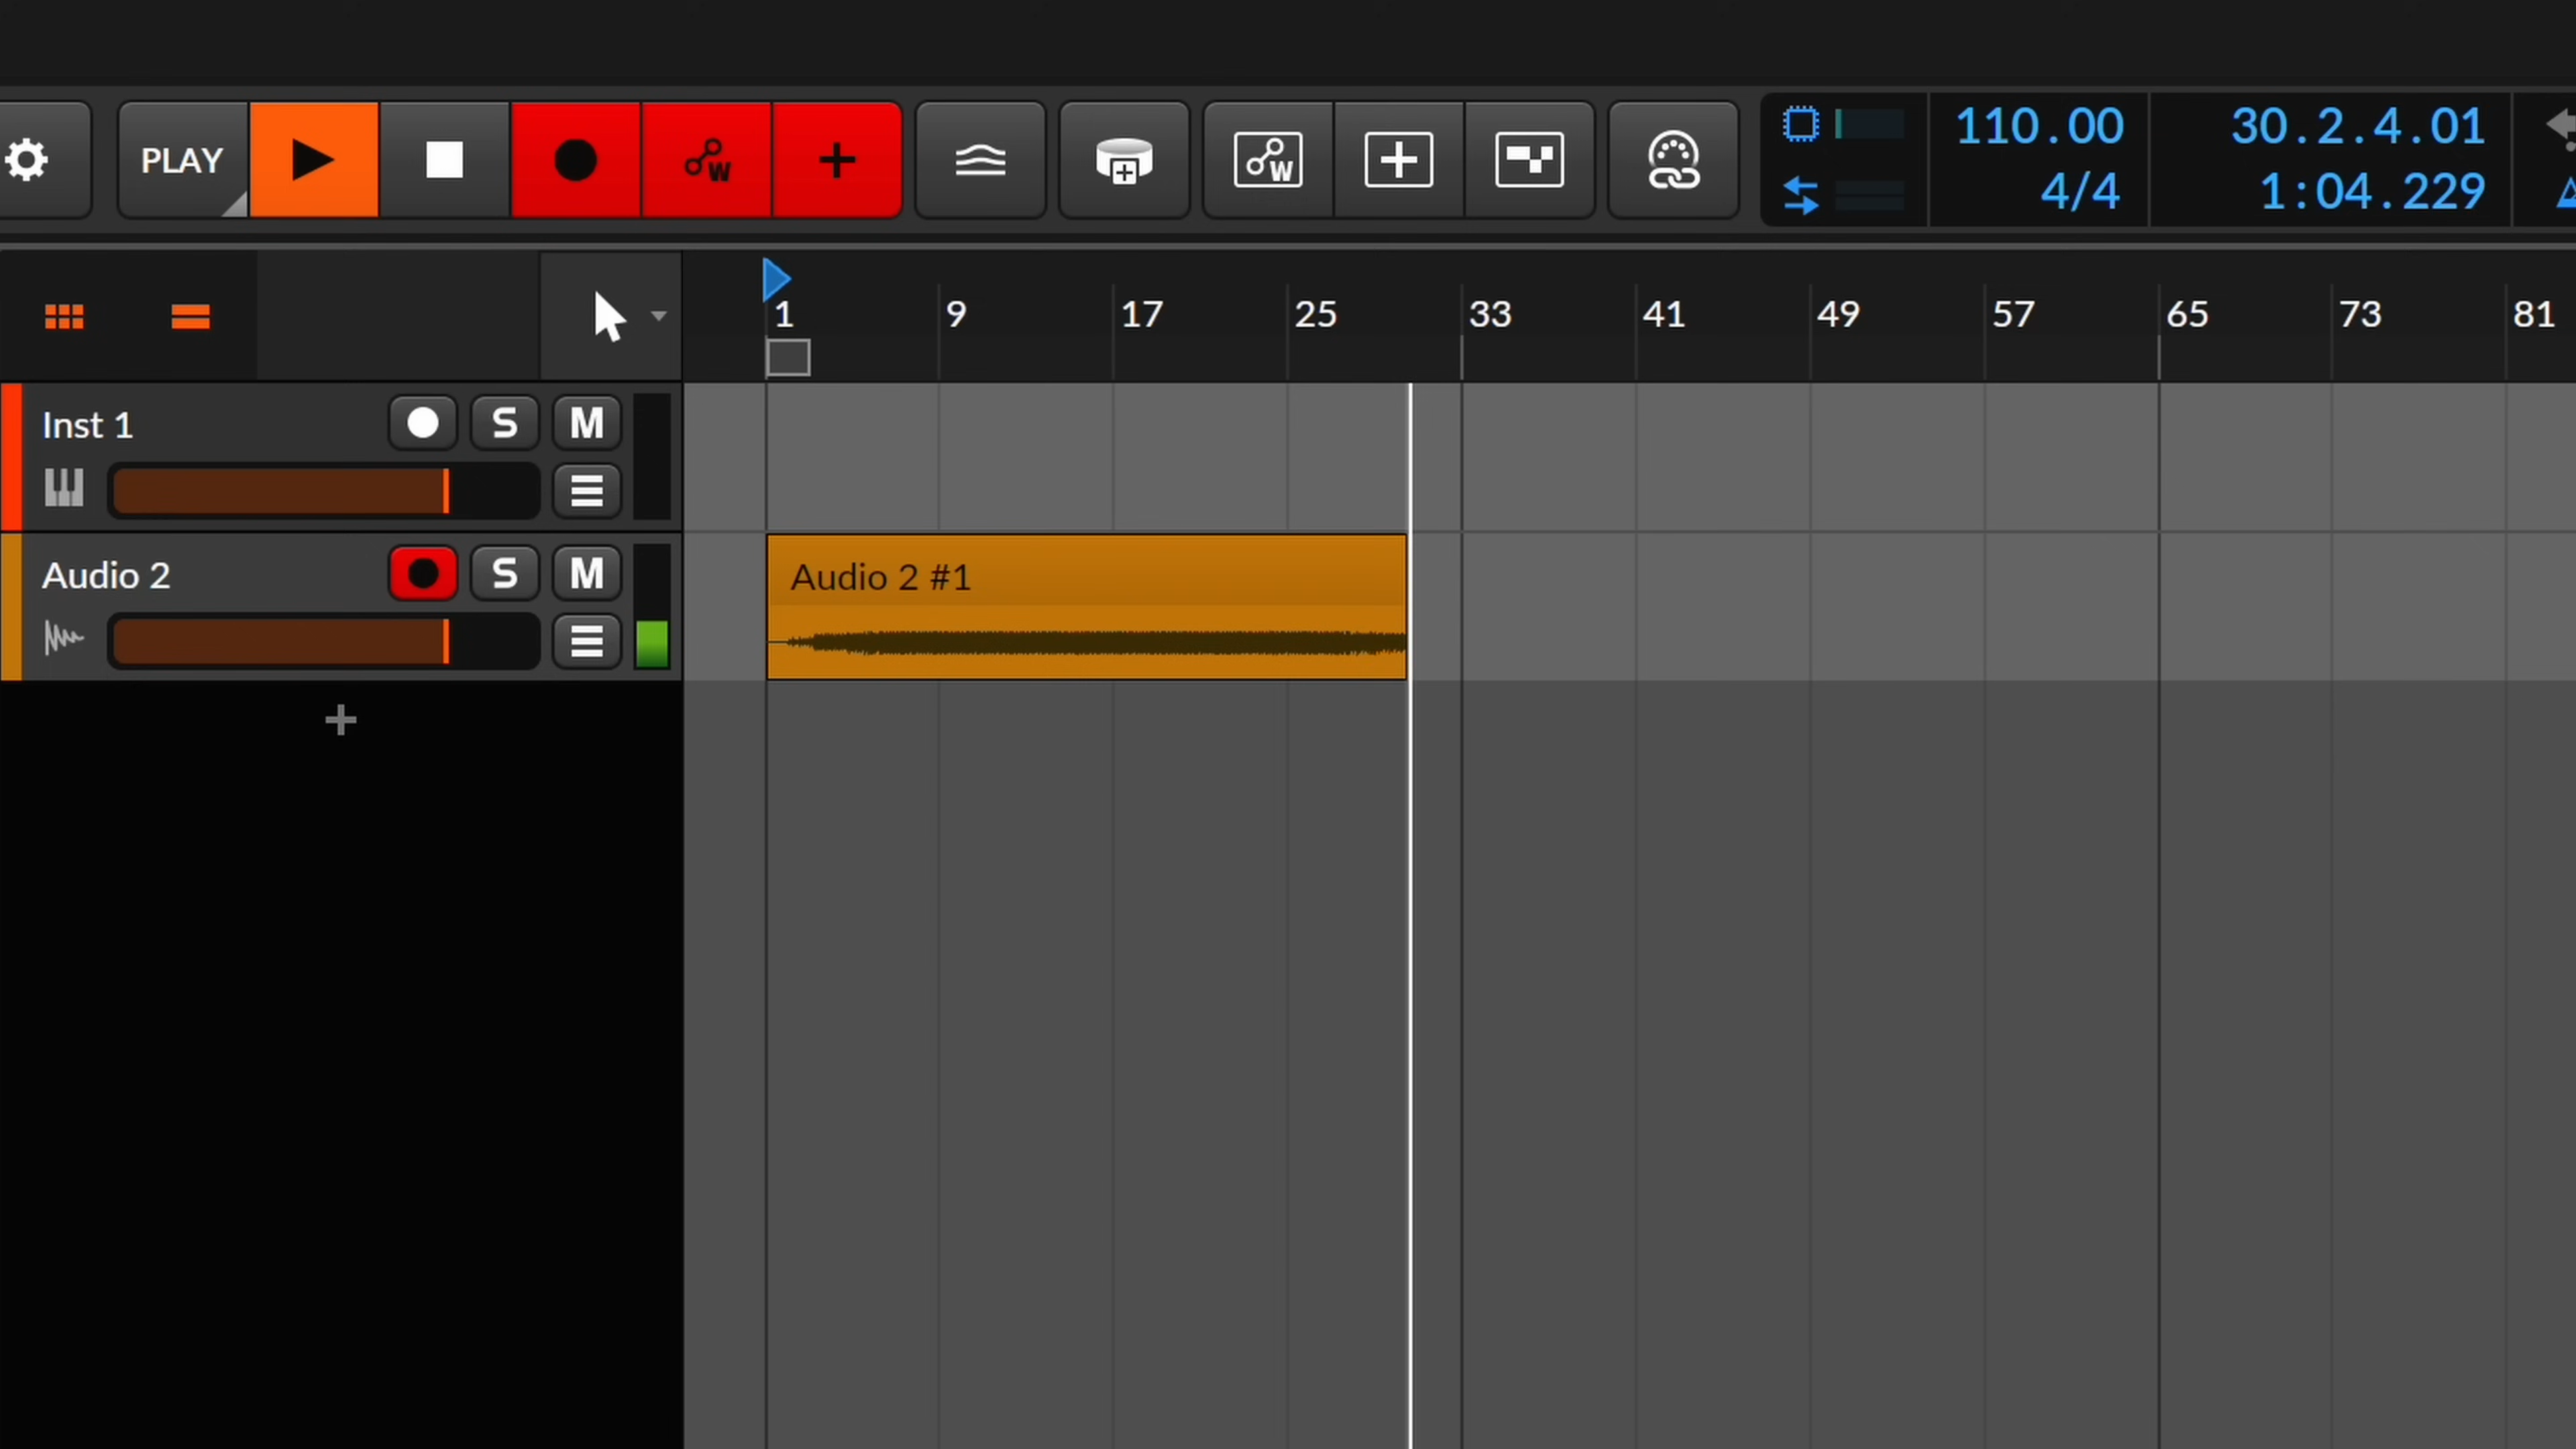 PLAY
W
W
110.00
4/4
30.2.4.01
1:04.229
1 9 17 25 33 41 49 57 65 73 81
Inst 1 S M
Audio 2 S M
Audio 2 #1